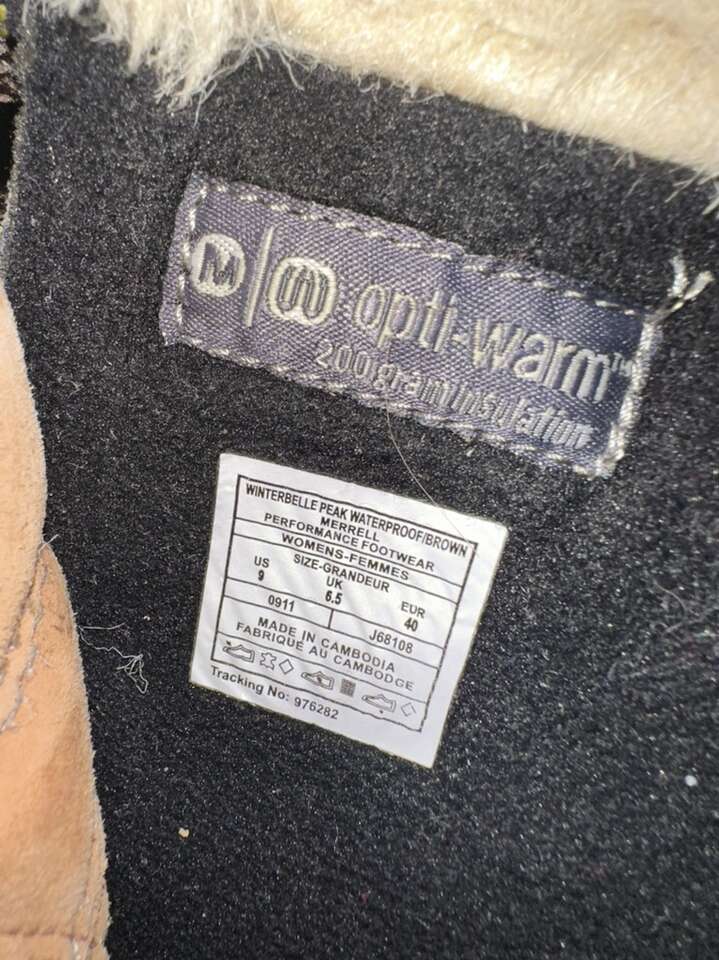 M
opti-warm™
200 gram insulation
WINTERBELLE PEAK WATERPROOF/BROWN
MERRELL
PERFORMANCE FOOTWEAR
WOMENS-FEMMES
SIZE-GRANDEUR
US UK EUR
9 6.5 40
0911 J68108
MADE IN CAMBODIA
FABRIQUE AU CAMBODGE
Tracking No: 976282